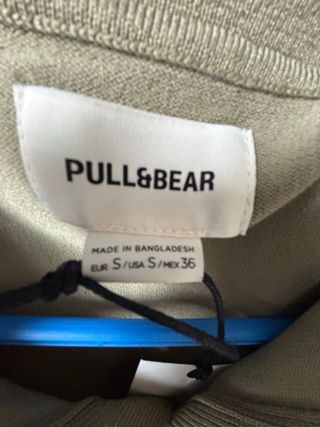 PULL&BEAR
MADE IN BANGLADESH
EUR S/USA S/MEX 36